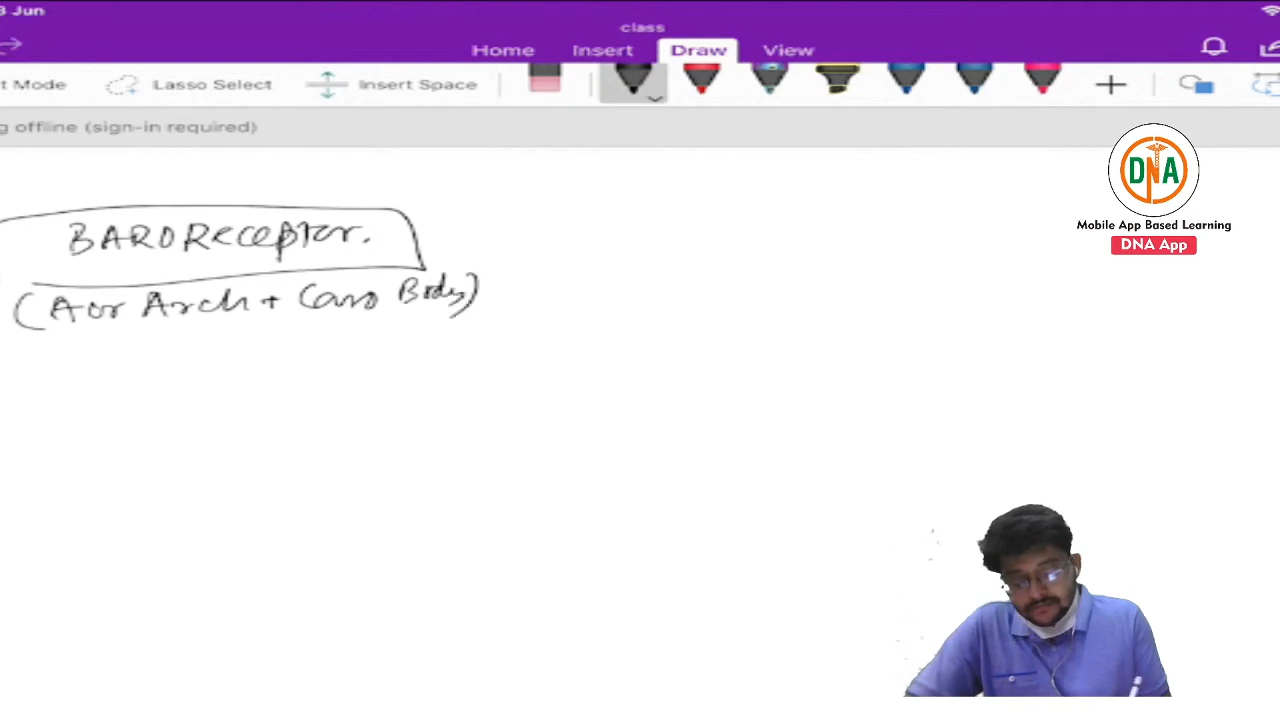 3 Jun
class
Home Insert Draw View
t Mode Lasso Select Insert Space
g offline (sign-in required)
DNA
Mobile App Based Learning
DNA App
BAROReceptor.
(Aor Arch + Caro Body)